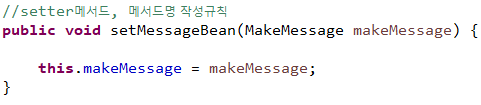 //setter메서드, 메서드명 작성규칙
public void setMessageBean(MakeMessage makeMessage) {
this.makeMessage = makeMessage;
}